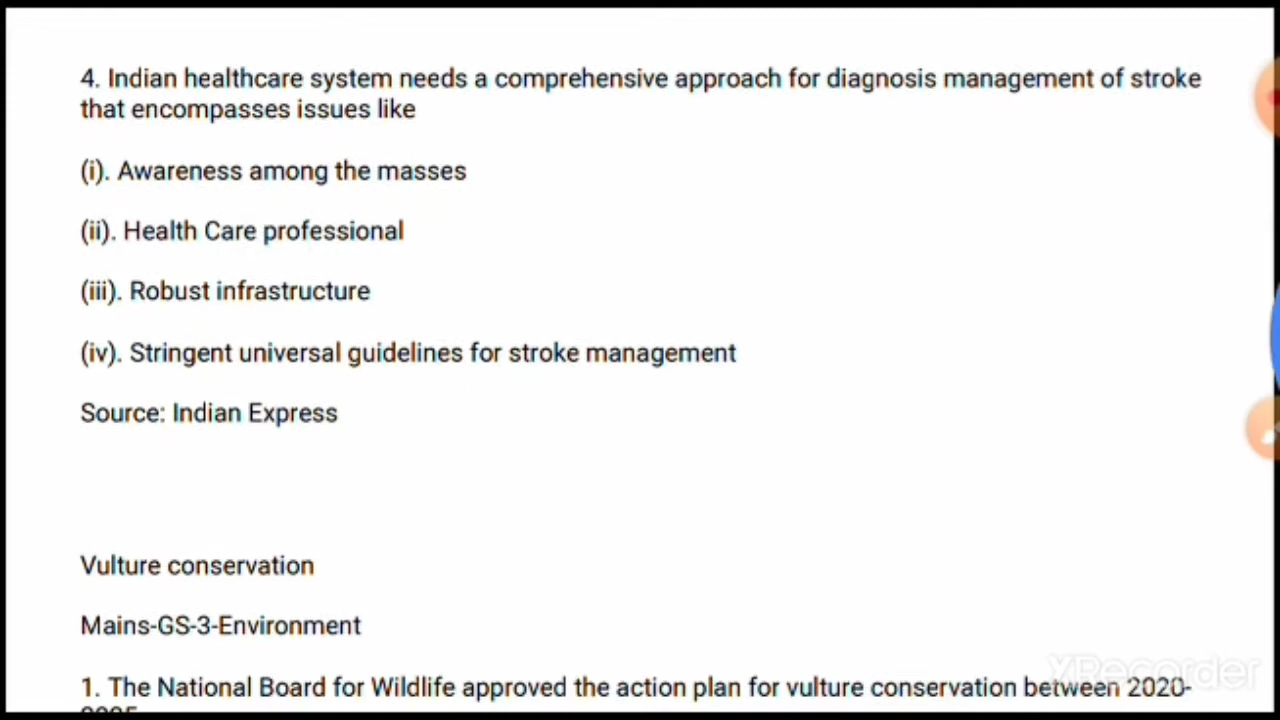 4. Indian healthcare system needs a comprehensive approach for diagnosis management of stroke
that encompasses issues like
(i). Awareness among the masses
(ii). Health Care professional
(iii). Robust infrastructure
(iv). Stringent universal guidelines for stroke management
Source: Indian Express
Vulture conservation
Mains-GS-3-Environment
XRecorder
1. The National Board for Wildlife approved the action plan for vulture conservation between 2020-